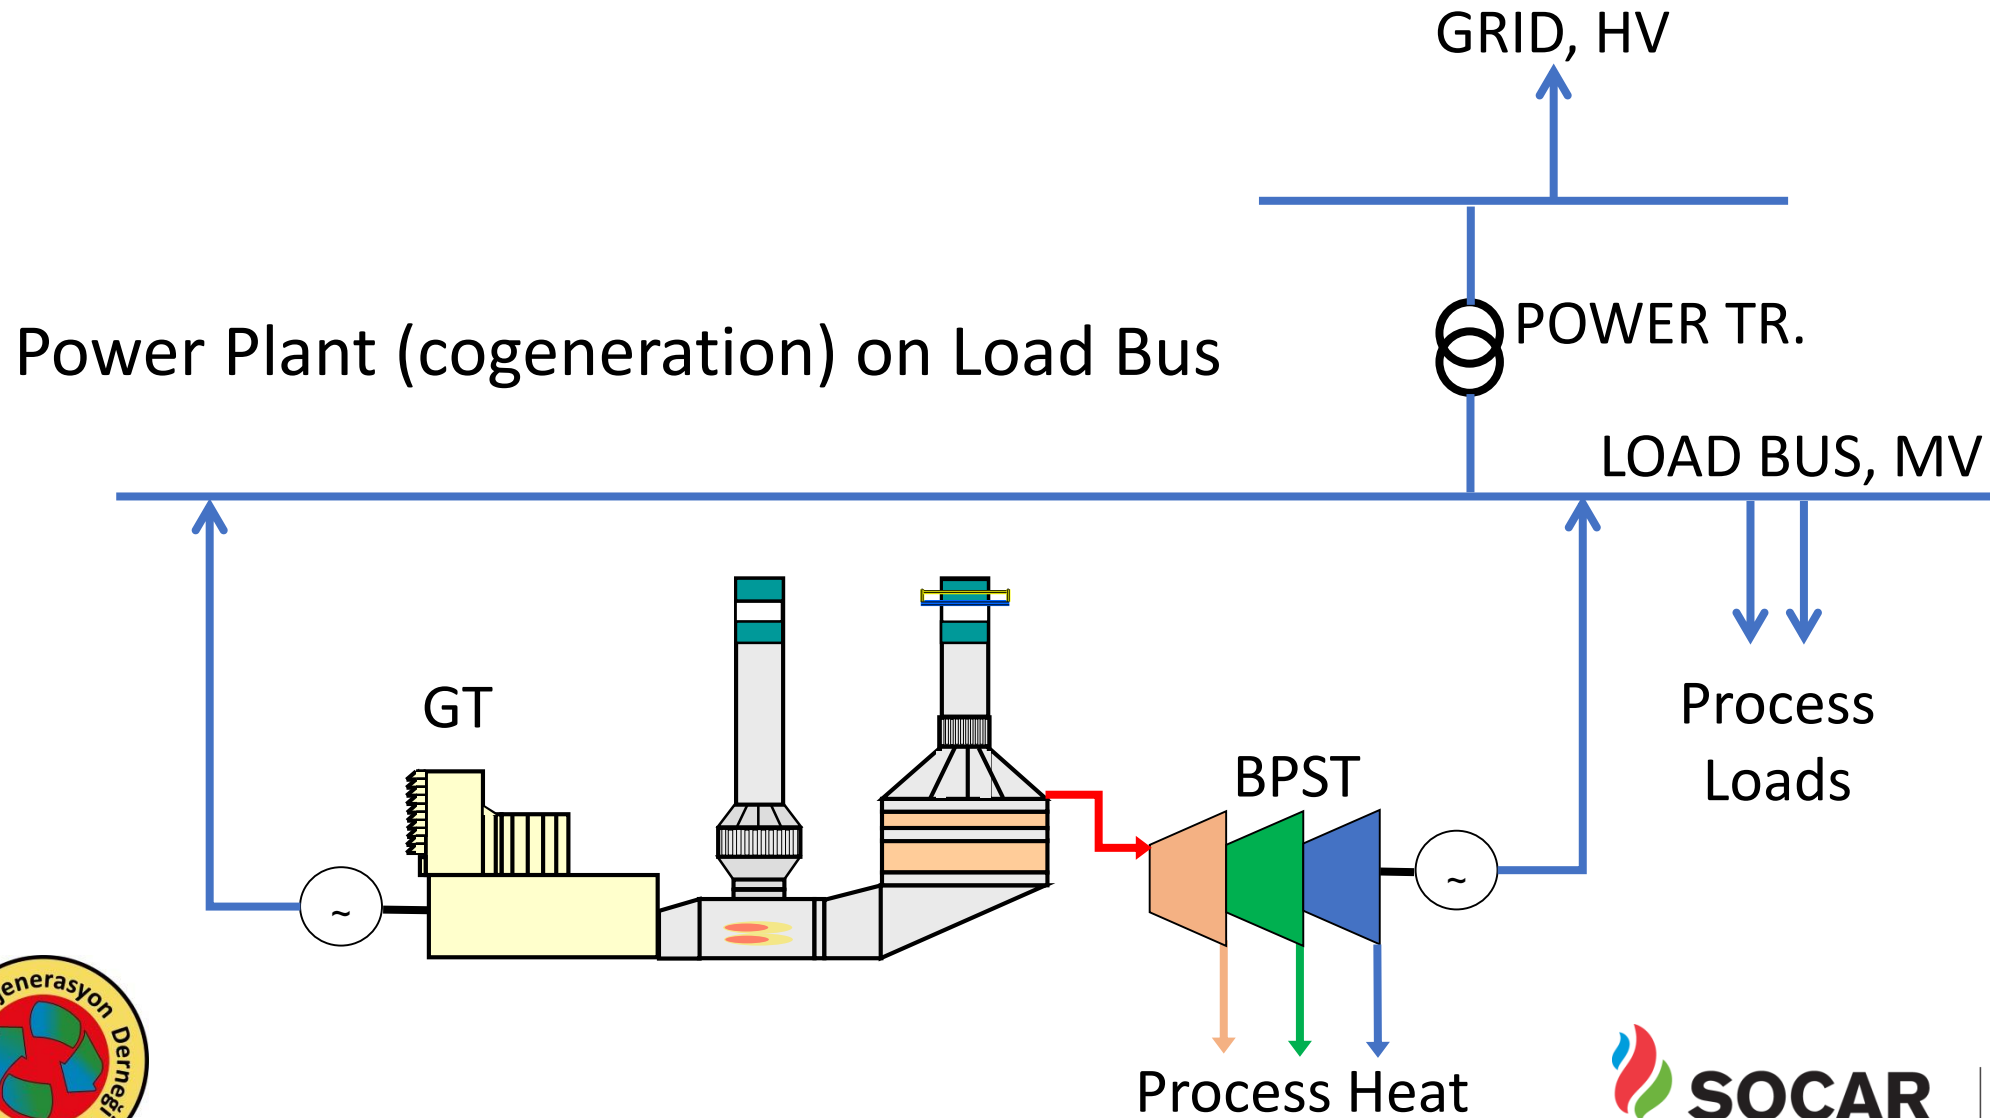 GRID, HV
POWER TR.
Power Plant (cogeneration) on Load Bus
LOAD BUS, MV
GT
BPST
Process
Loads
~
~
Process Heat
Derneği
SOCAR